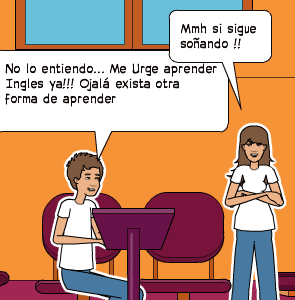 No lo entiendo... Me Urge aprender
Ingles ya!!! Ojalá exista otra
forma de aprender
Mmh si sigue
soñando !!